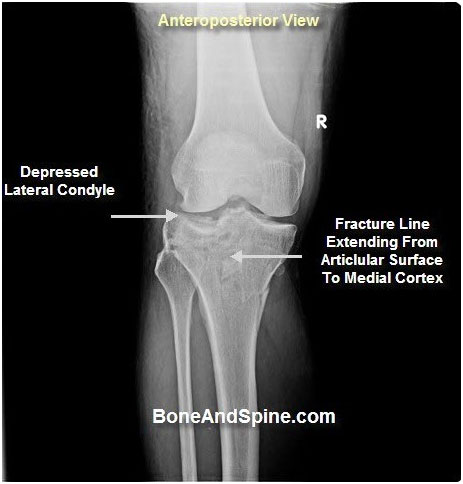 Anteroposterior View
R
Depressed
Lateral Condyle
Fracture Line
Extending From
Articlular Surface
To Medial Cortex
BoneAndSpine.com